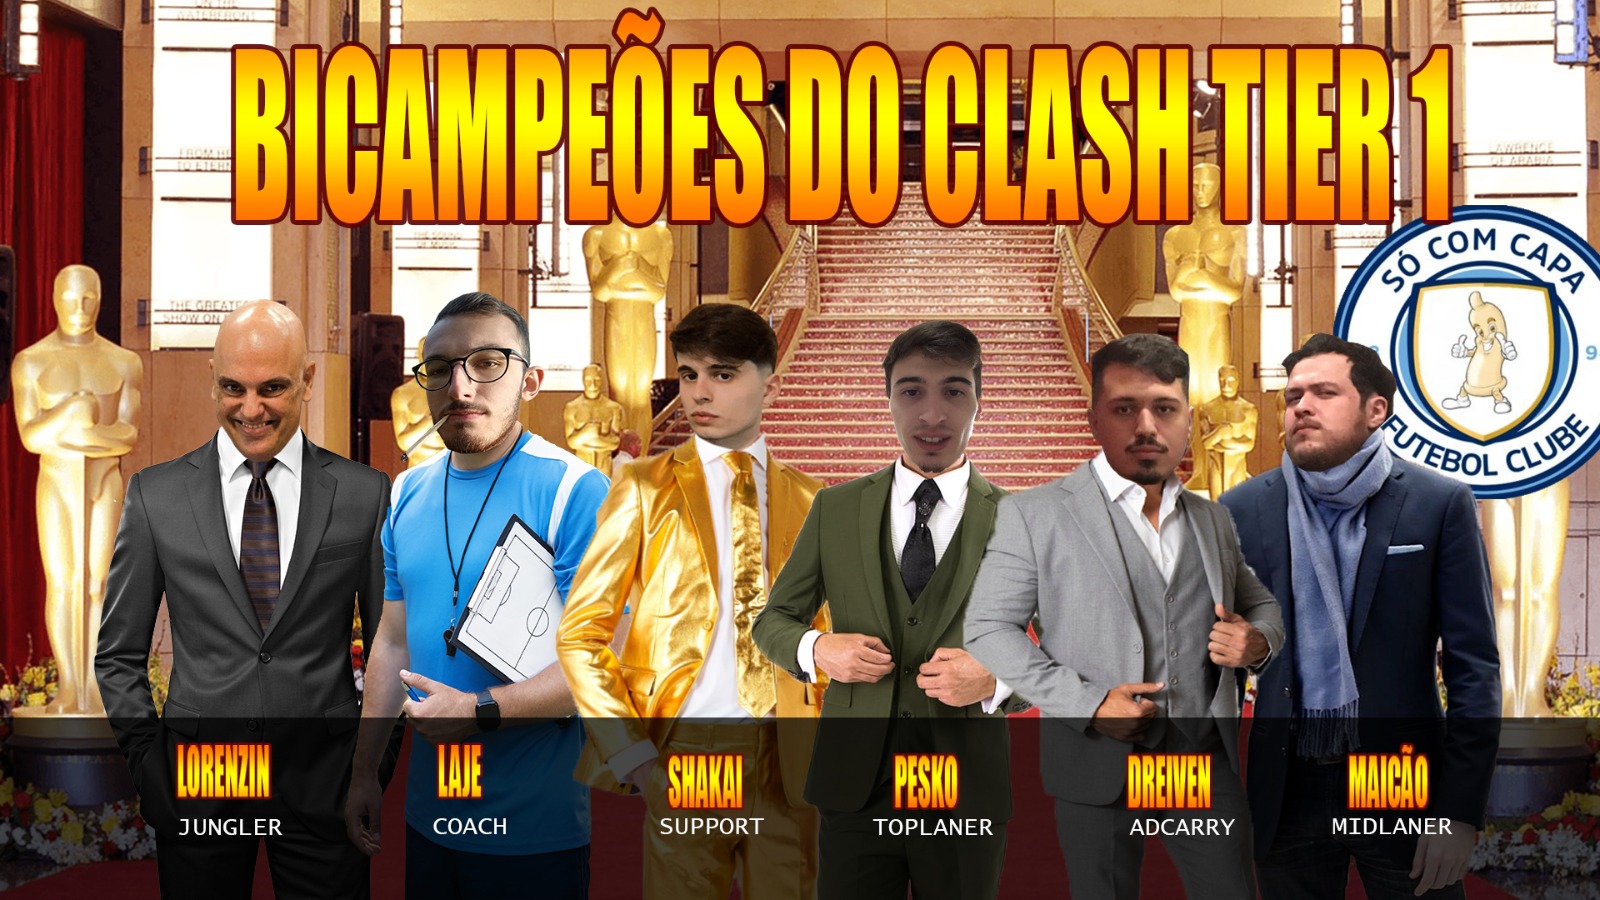 BICAMPEÕES DO CLASH TIER 1
SÓ COM CAPA
FUTEBOL CLUBE
LORENZIN
JUNGLER
LAJE
COACH
SHAKAI
SUPPORT
PESKO
TOPLANER
DREIVEN
ADCARRY
MAICÃO
MIDLANER